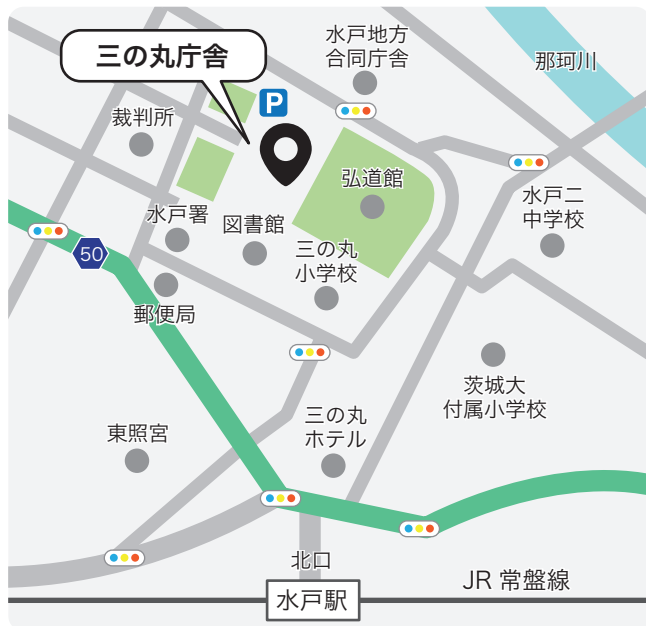 三の丸庁舎
P
水戸地方
合同庁舎
那珂川
裁判所
弘道館
水戸二
中学校
水戸署
図書館
三の丸
小学校
50
郵便局
茨城大
付属小学校
東照宮
三の丸
ホテル
北口
JR 常盤線
水戸駅